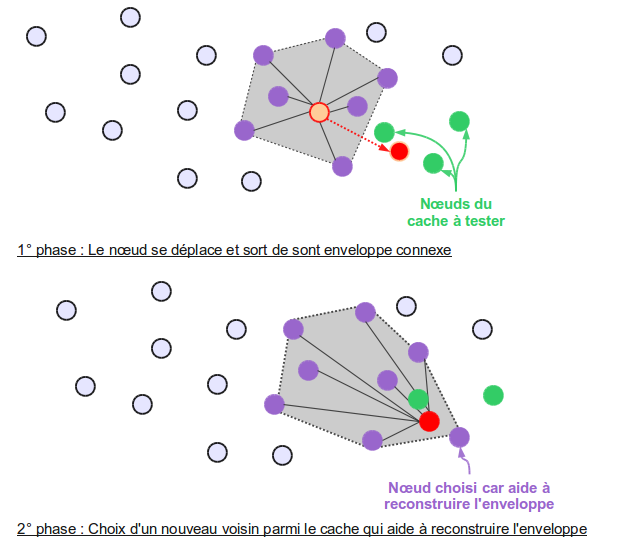 Nœuds du
cache à tester
1° phase : Le nœud se déplace et sort de sont enveloppe connexe
Nœud choisi car aide à
reconstruire l'enveloppe
2° phase : Choix d'un nouveau voisin parmi le cache qui aide à reconstruire l'enveloppe